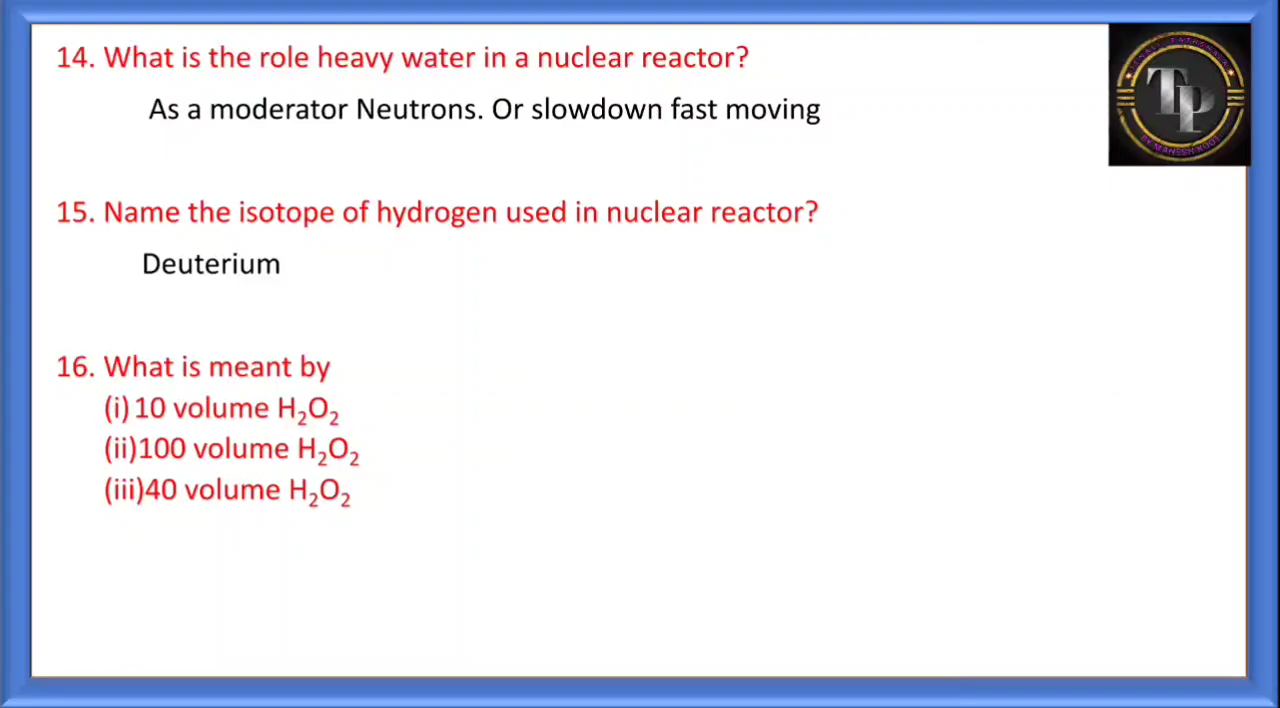 14. What is the role heavy water in a nuclear reactor?
As a moderator Neutrons. Or slowdown fast moving
15. Name the isotope of hydrogen used in nuclear reactor?
Deuterium
16. What is meant by
(i) 10 volume H₂O₂
(ii)100 volume H₂O₂
(iii)40 volume H₂O₂
TP